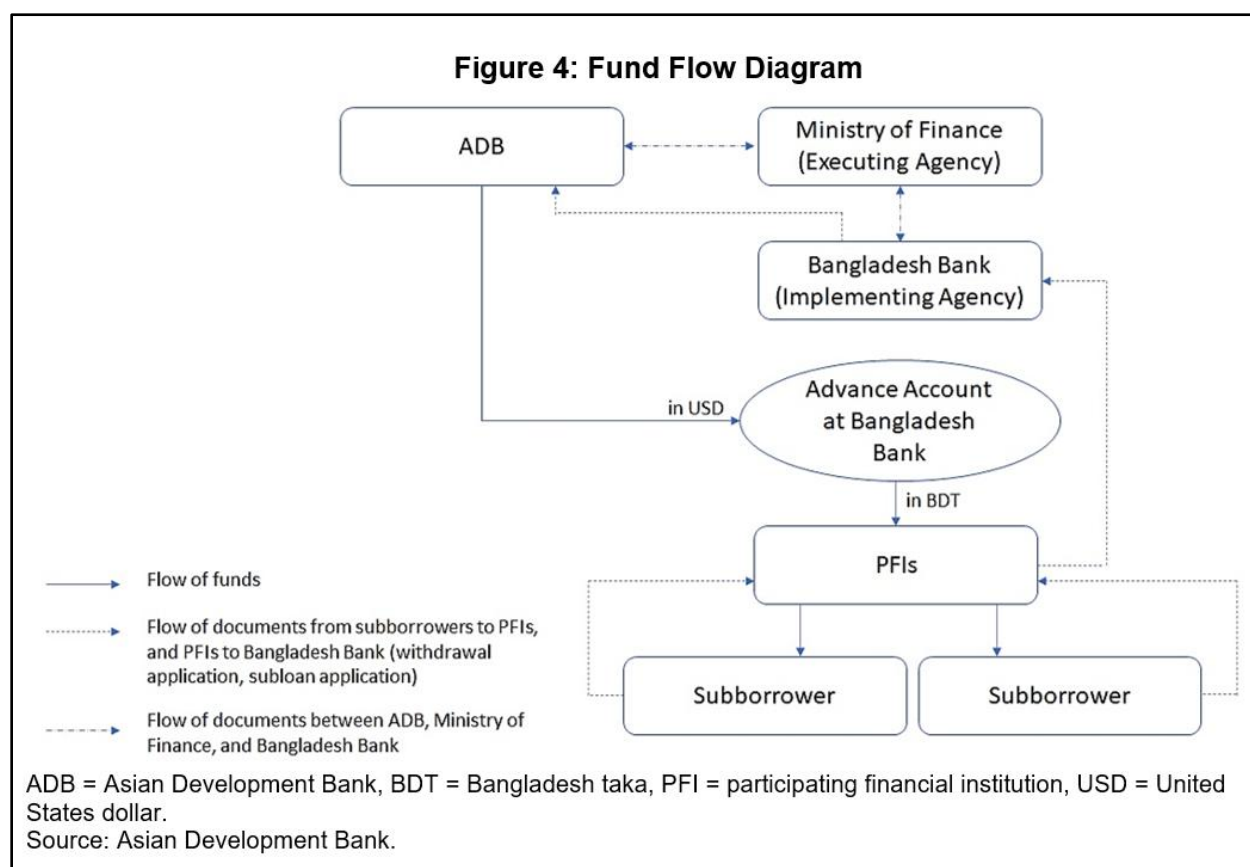 Figure 4: Fund Flow Diagram
ADB
Ministry of Finance
(Executing Agency)
Bangladesh Bank
(Implementing Agency)
in USD
Advance Account
at Bangladesh
Bank
in BDT
PFIs
Subborrower
Subborrower
Flow of funds
Flow of documents from subborrowers to PFIs,
and PFIs to Bangladesh Bank (withdrawal
application, subloan application)
Flow of documents between ADB, Ministry of
Finance, and Bangladesh Bank
ADB = Asian Development Bank, BDT = Bangladesh taka, PFI = participating financial institution, USD = United
States dollar.
Source: Asian Development Bank.